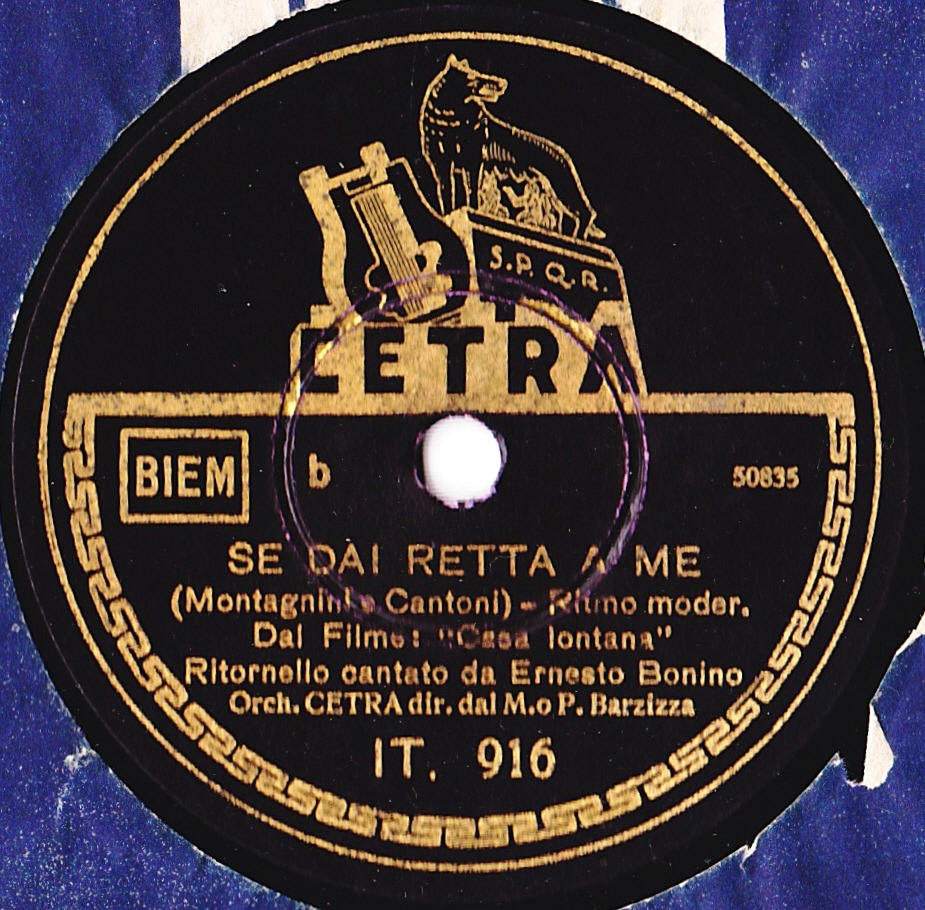 S.P.Q.R.
CETRA
BIEM
b
50835
SE DAI RETTA A ME
(Montagnini e Cantoni) - Ritmo moder.
Dal Film: "Casa lontana"
Ritornello cantato da Ernesto Bonino
Orch. CETRA dir. dal M.o P. Barzizza
IT. 916